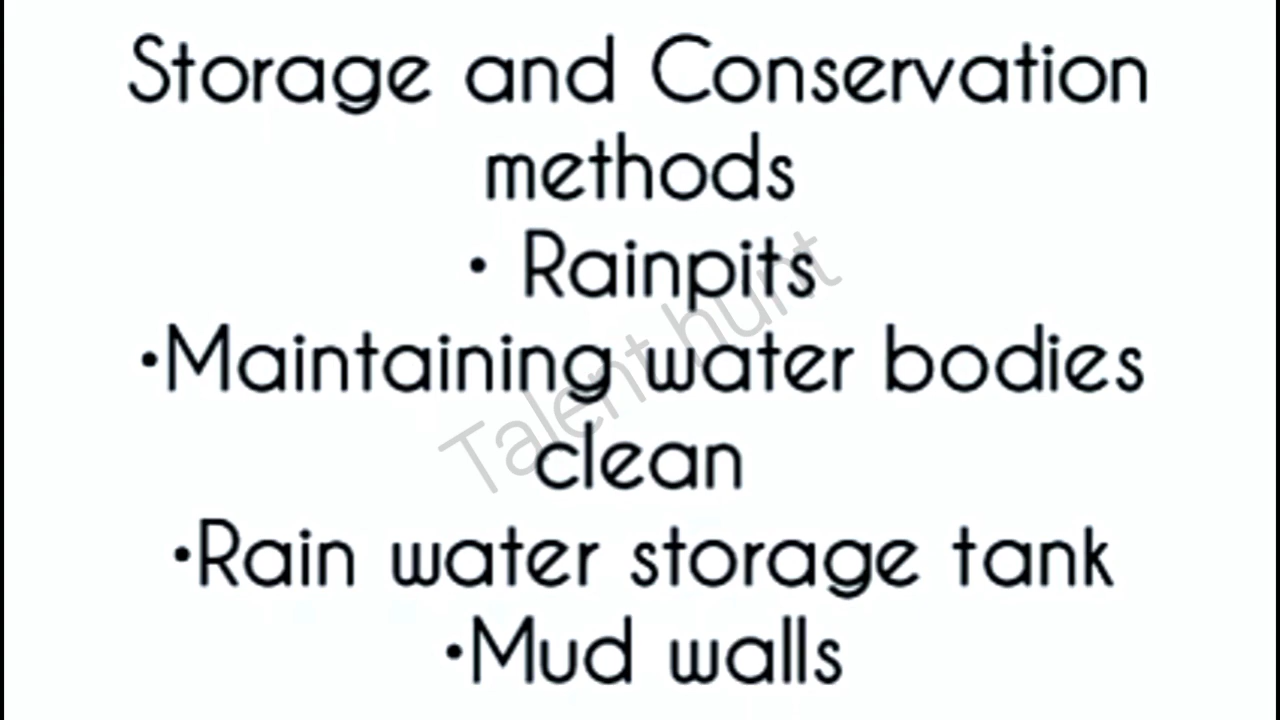 Storage and Conservation
methods
• Rainpits
•Maintaining water bodies
clean
•Rain water storage tank
•Mud walls
Talent hunt